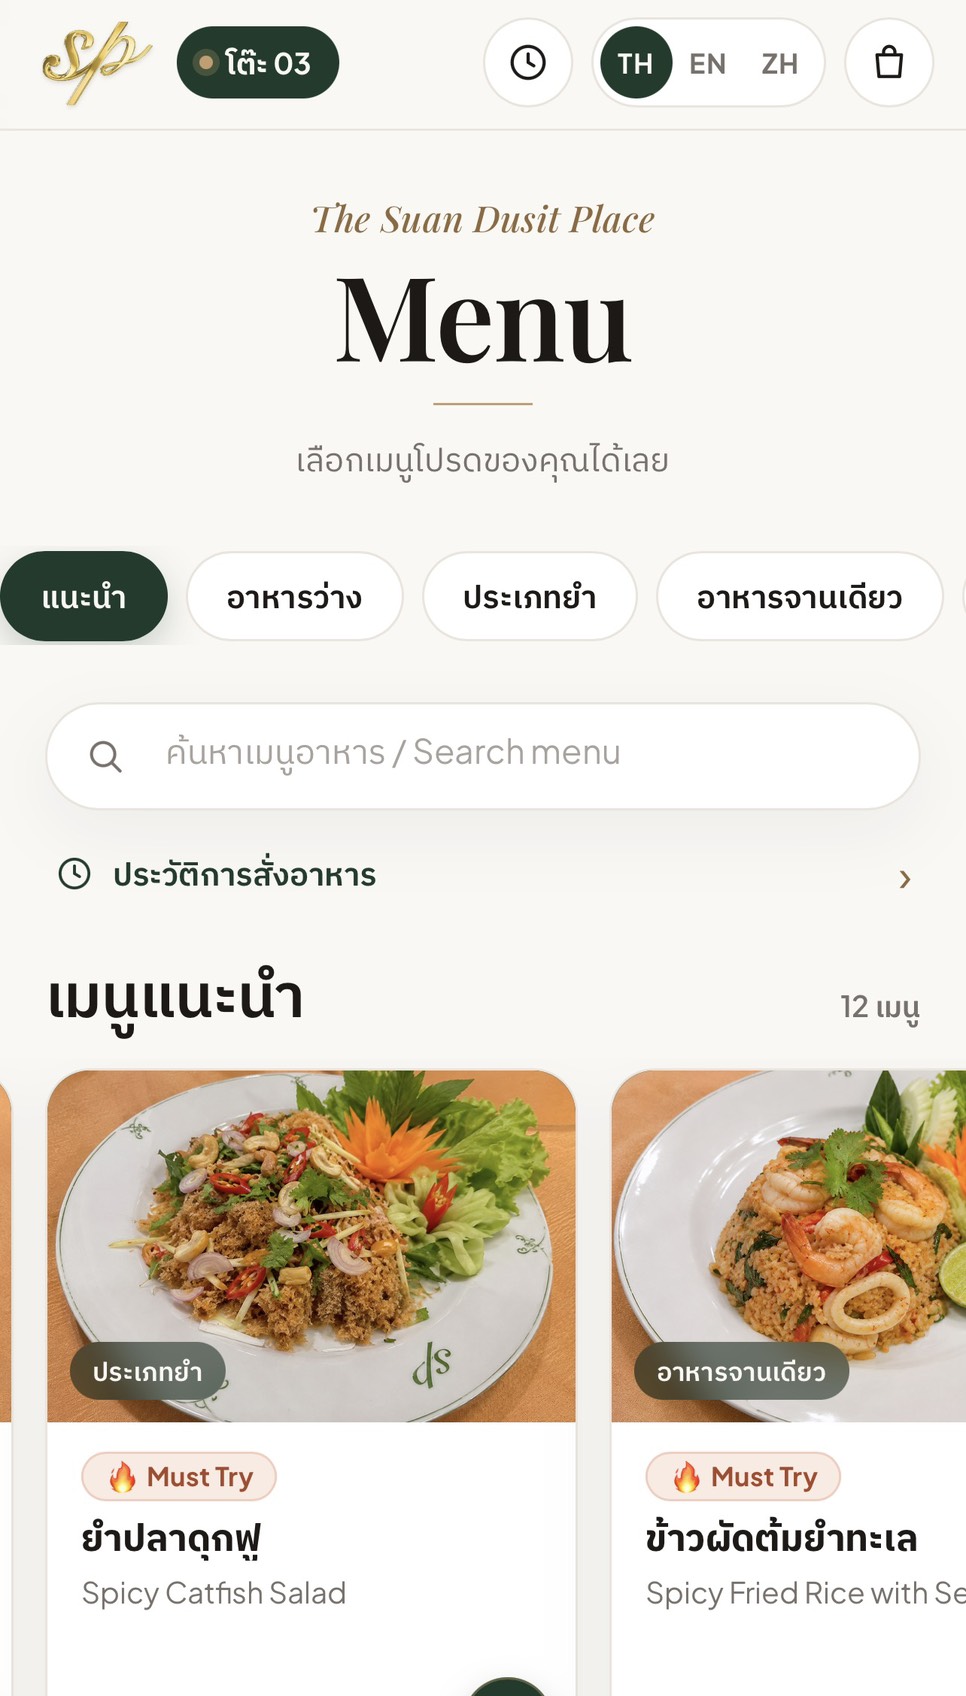 sp
โต๊ะ 03
TH EN ZH
The Suan Dusit Place
Menu
เลือกเมนูโปรดของคุณได้เลย
แนะนำ อาหารว่าง ประเภทยำ อาหารจานเดียว
ค้นหาเมนูอาหาร / Search menu
ประวัติการสั่งอาหาร
เมนูแนะนำ
12 เมนู
sp
ประเภทยำ
Must Try
ยำปลาดุกฟู
Spicy Catfish Salad
อาหารจานเดียว
Must Try
ข้าวผัดต้มยำทะเล
Spicy Fried Rice with Se